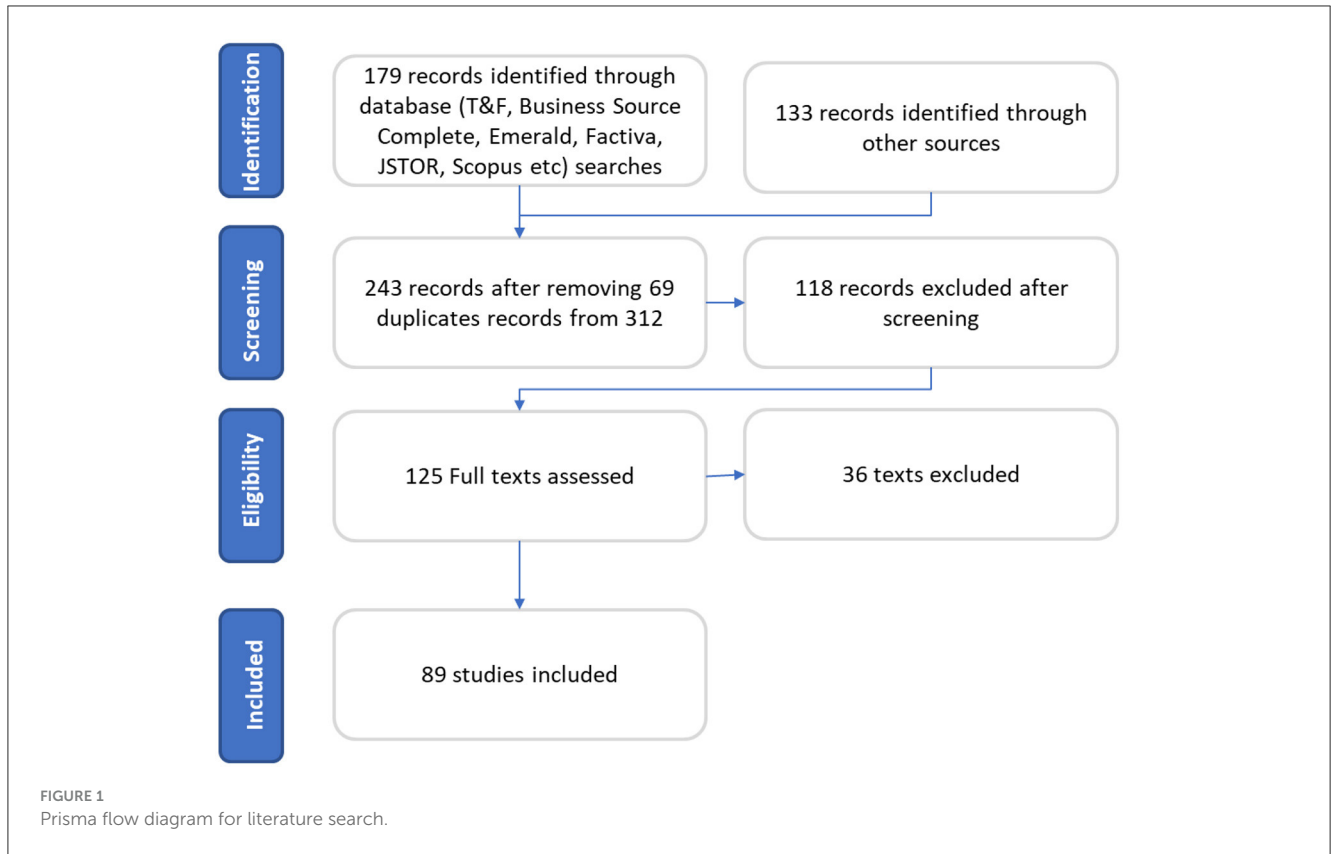 Identification
179 records identified through
database (T&F, Business Source
Complete, Emerald, Factiva,
JSTOR, Scopus etc) searches
133 records identified through
other sources
Screening
243 records after removing 69
duplicates records from 312
118 records excluded after
screening
Eligibility
125 Full texts assessed
36 texts excluded
Included
89 studies included
FIGURE 1
Prisma flow diagram for literature search.